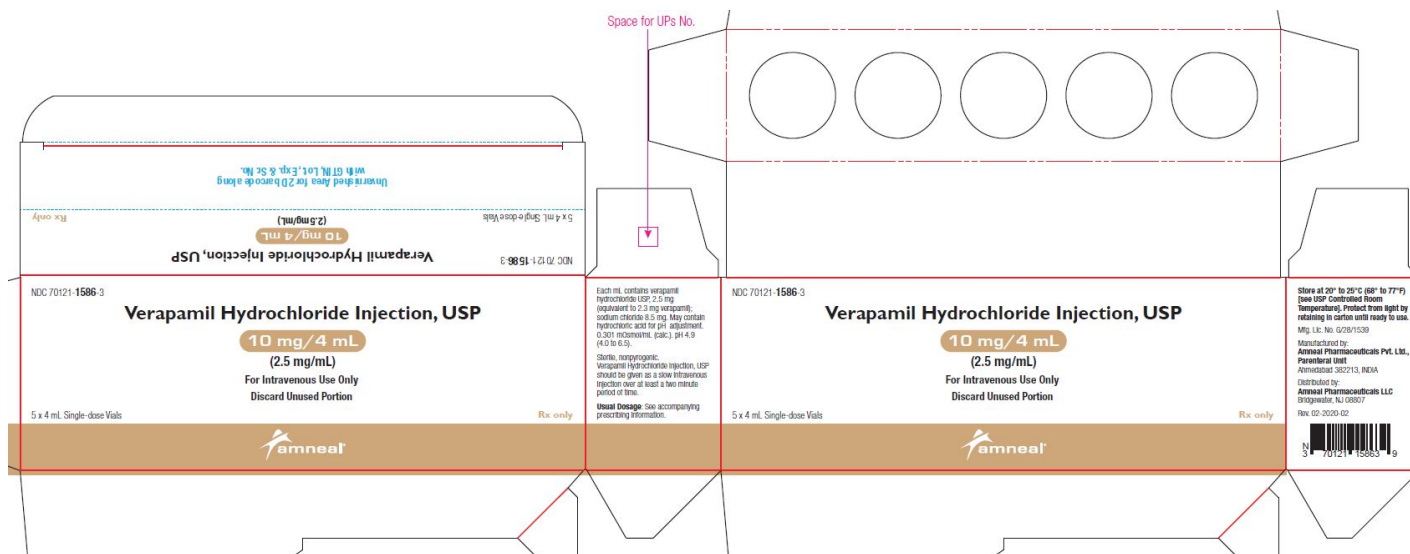 Space for UPs No.
Unvarnished Area for 2D barcode along
with GTIN, Lot, Exp. & Sc No.
5 x 4 mL Single dose Vials
Rx only
(2.5mg/mL)
10 mg/4 mL
Verapamil Hydrochloride Injection, USP
NDC 70121-1586-3
NDC 70121-1586-3
Verapamil Hydrochloride Injection, USP
10 mg/4 mL
(2.5 mg/mL)
For Intravenous Use Only
Discard Unused Portion
5 x 4 mL Single-dose Vials
Rx only
amneal
Each mL contains verapamil
hydrochloride USP, 2.5 mg
(equivalent to 2.3 mg verapamil);
sodium chloride 8.5 mg. May contain
hydrochloric acid for pH adjustment.
0.301 mOsmol/mL (calc.). pH 4.9
(4.0 to 6.5).
Sterile, nonpyrogenic.
Verapamil Hydrochloride Injection, USP
should be given as a slow intravenous
injection over at least a two minute
period of time.
Usual Dosage: See accompanying
prescribing information.
NDC 70121-1586-3
Verapamil Hydrochloride Injection, USP
10 mg/4 mL
(2.5 mg/mL)
For Intravenous Use Only
Discard Unused Portion
5 x 4 mL Single-dose Vials
Rx only
amneal
Store at 20° to 25°C (68° to 77°F)
[see USP Controlled Room
Temperature]. Protect from light by
retaining in carton until ready to use.
Mfg. Lic. No. G/28/1539
Manufactured by:
Amneal Pharmaceuticals Pvt. Ltd.,
Parenteral Unit
Ahmedabad 382213, INDIA
Distributed by:
Amneal Pharmaceuticals LLC
Bridgewater, NJ 08807
Rev. 02-2020-02
N
3 70121 15863 9